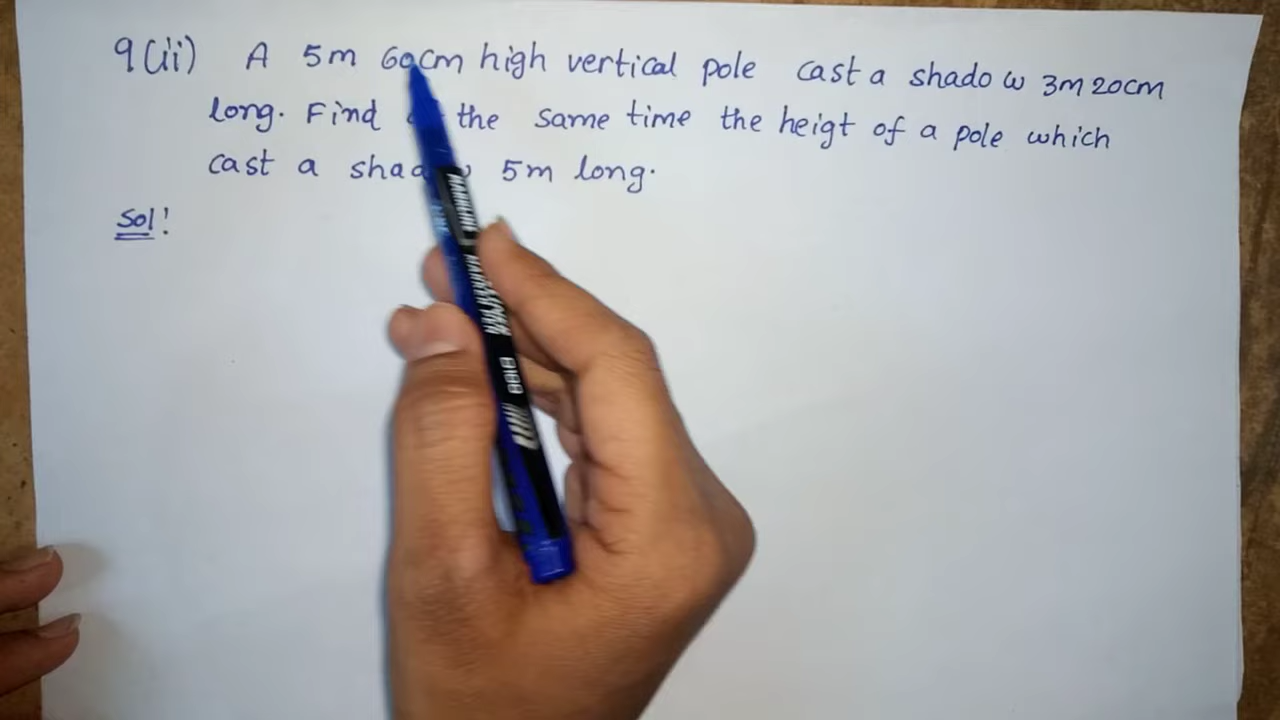 9(ii) A 5m 60cm high vertical pole cast a shadow 3m 20cm
long. Find the same time the heigt of a pole which
cast a 5m long.
Sol!